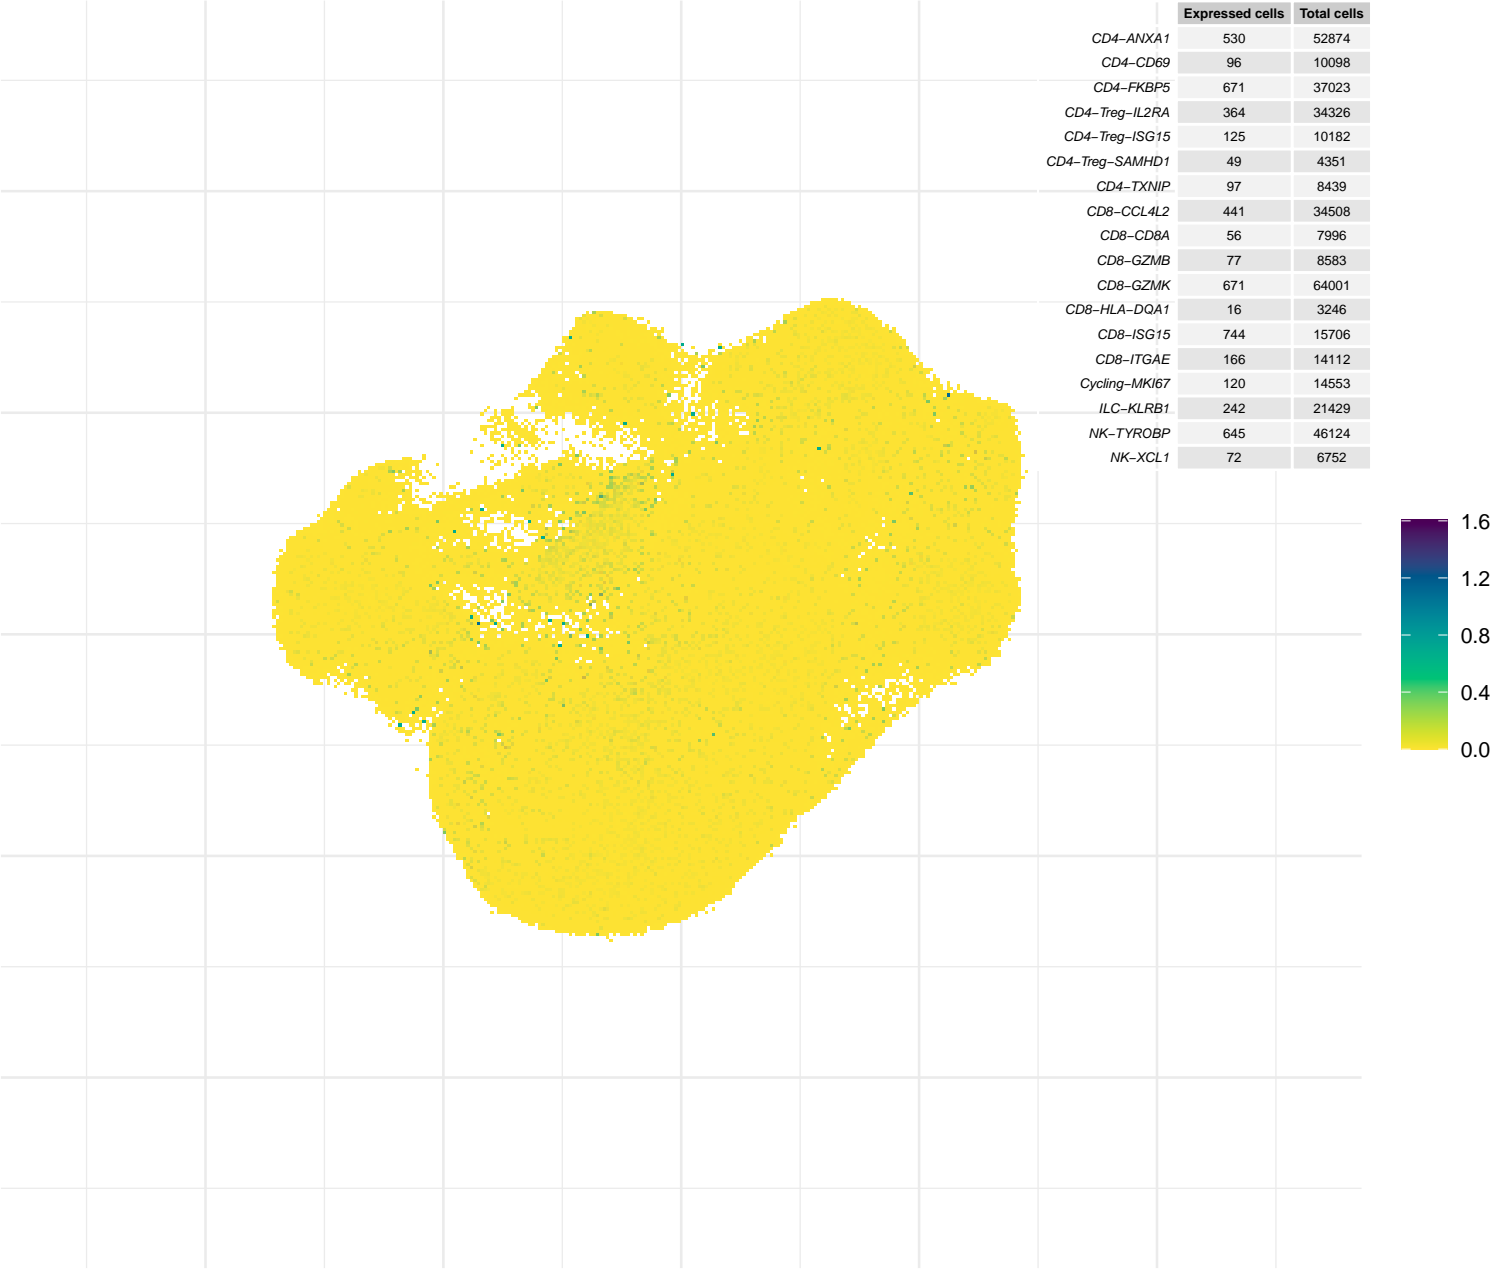 Expressed cells Total cells
CD4−ANXA1 530 52874
CD4−CD69 96 10098
CD4−FKBP5 671 37023
CD4−Treg−IL2RA 364 34326
CD4−Treg−ISG15 125 10182
CD4−Treg−SAMHD1 49 4351
CD4−TXNIP 97 8439
CD8−CCL4L2 441 34508
CD8−CD8A 56 7996
CD8−GZMB 77 8583
CD8−GZMK 671 64001
CD8−HLA−DQA1 16 3246
CD8−ISG15 744 15706
CD8−ITGAE 166 14112
Cycling−MKI67 120 14553
ILC−KLRB1 242 21429
NK−TYROBP 645 46124
NK−XCL1 72 6752
1.6
1.2
0.8
0.4
0.0